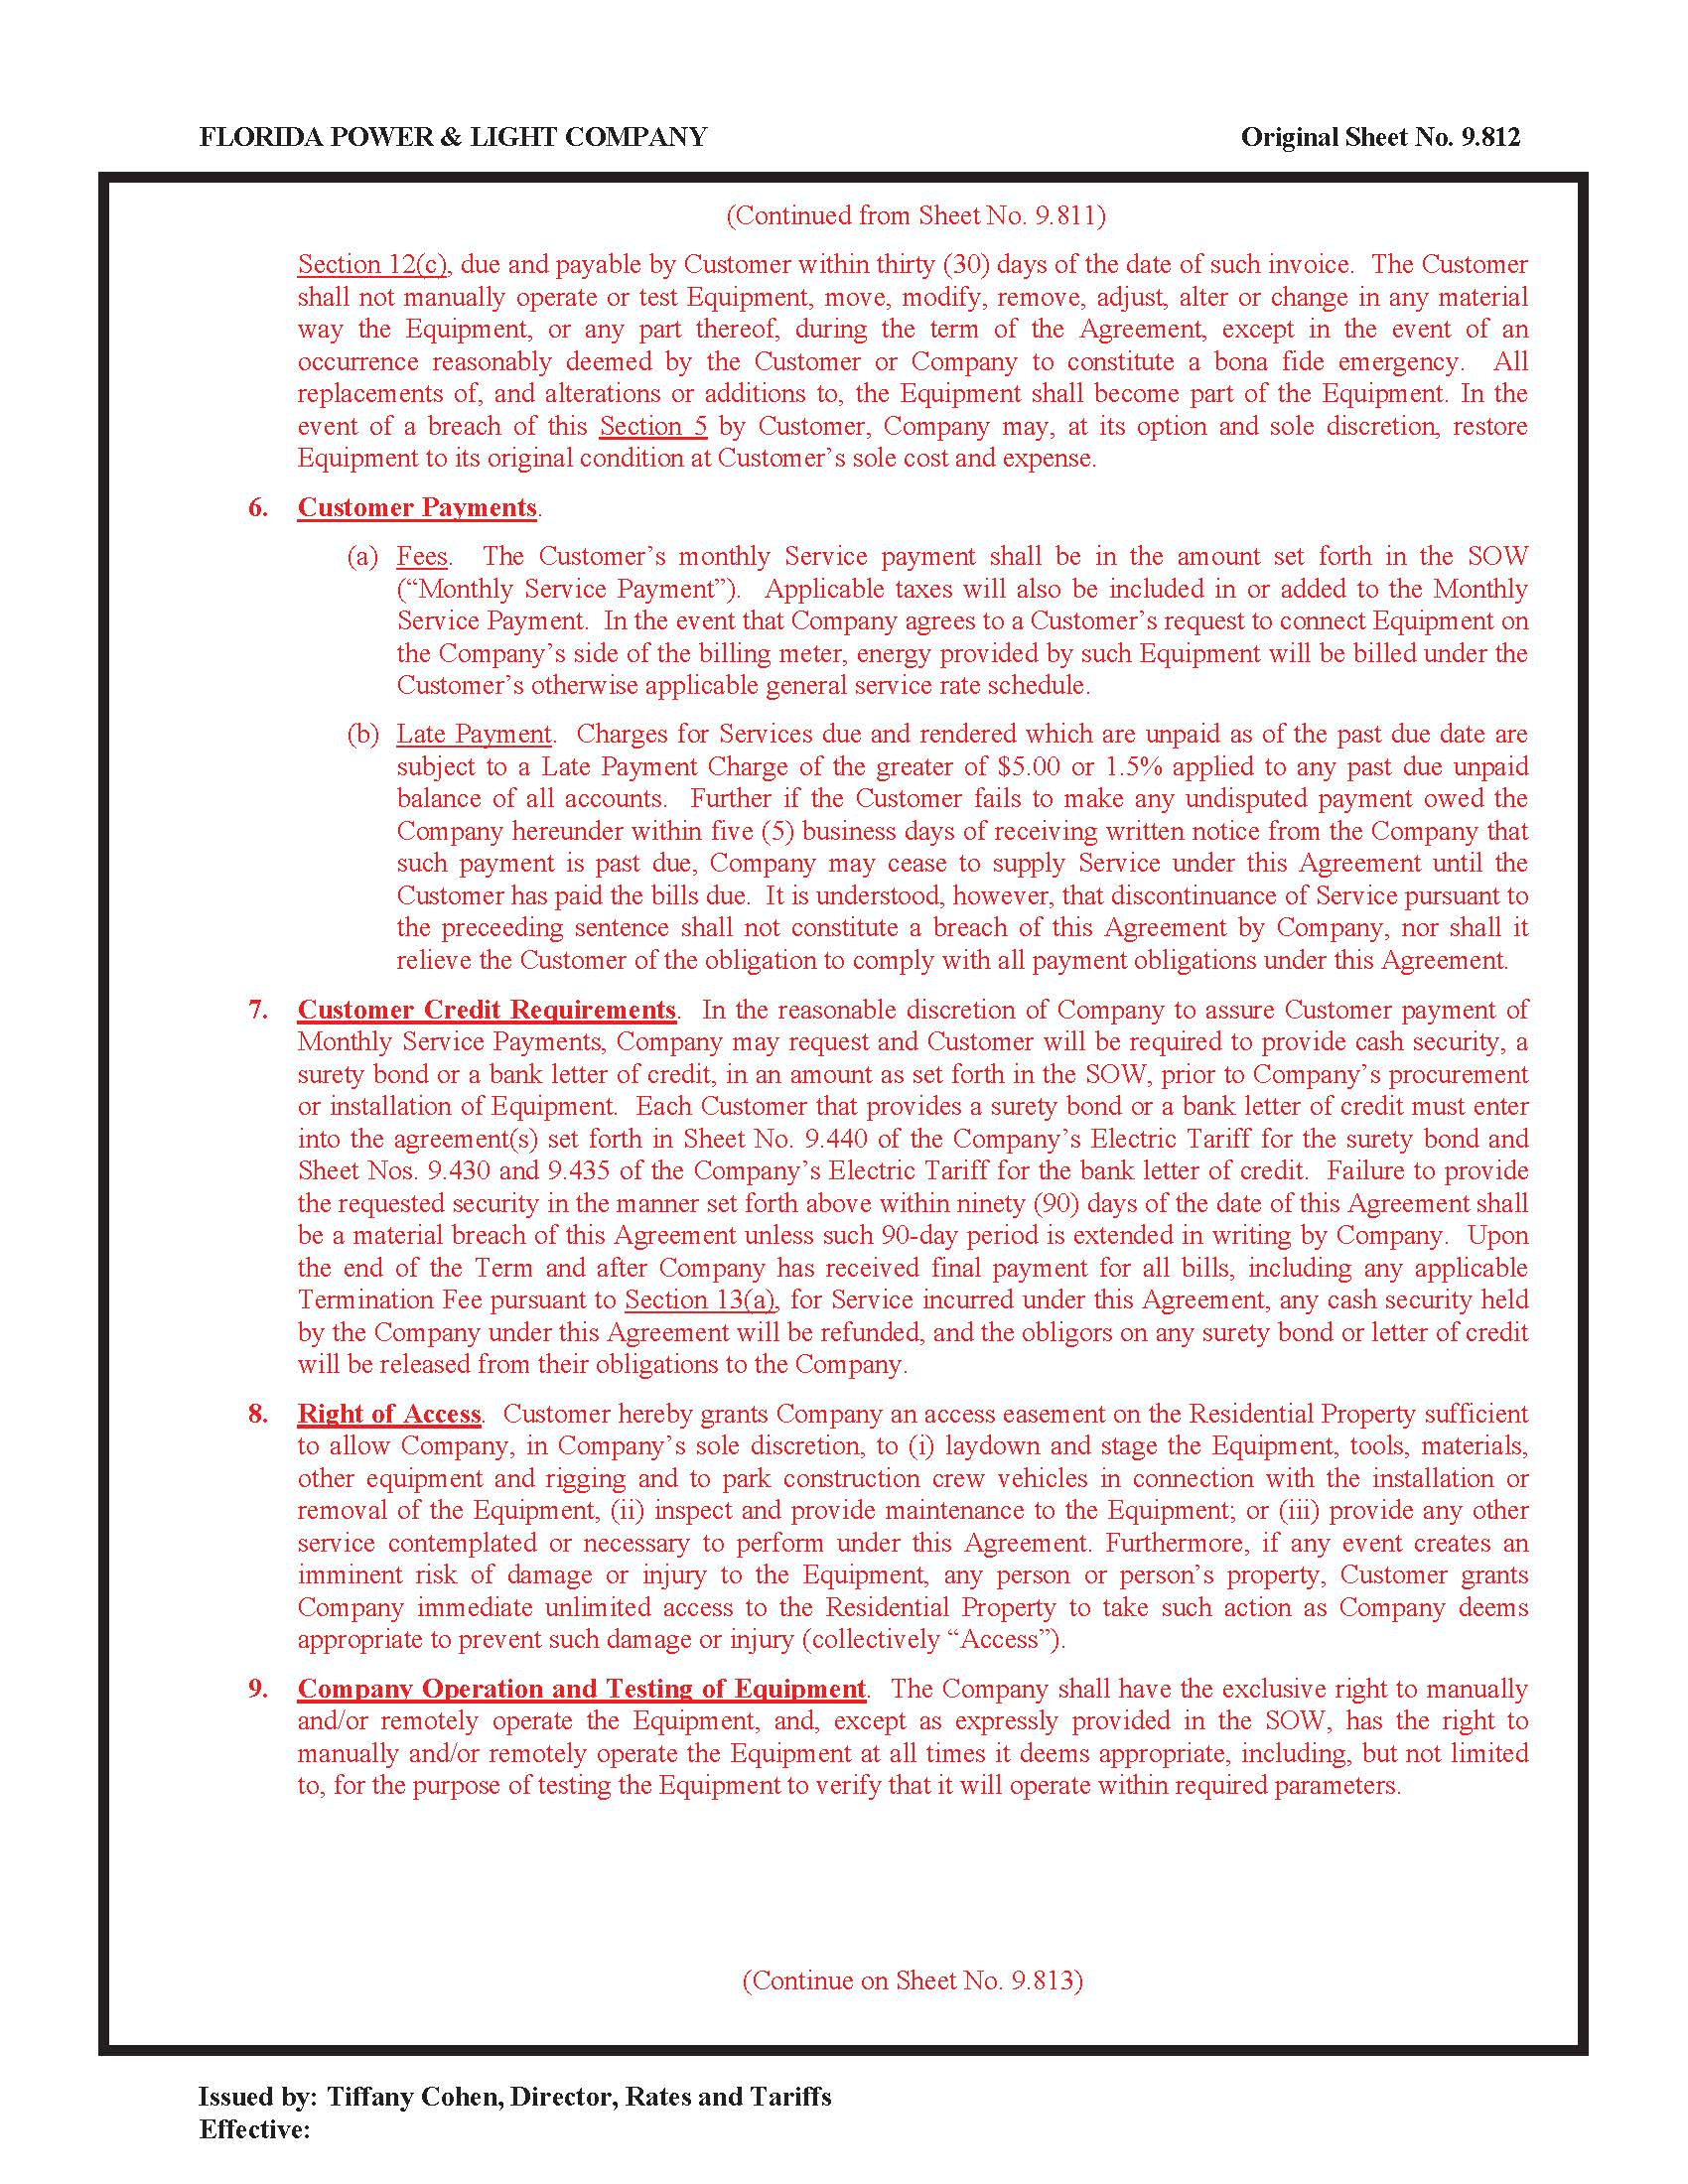 FLORIDA POWER & LIGHT COMPANY Original Sheet No. 9.812
(Continued from Sheet No. 9.811)
Section 12(c), due and payable by Customer within thirty (30) days of the date of such invoice. The Customer
shall not manually operate or test Equipment, move, modify, remove, adjust, alter or change in any material
way the Equipment, or any part thereof, during the term of the Agreement, except in the event of an
occurrence reasonably deemed by the Customer or Company to constitute a bona fide emergency. All
replacements of, and alterations or additions to, the Equipment shall become part of the Equipment. In the
event of a breach of this Section 5 by Customer, Company may, at its option and sole discretion, restore
Equipment to its original condition at Customer’s sole cost and expense.
6. Customer Payments.
(a) Fees. The Customer’s monthly Service payment shall be in the amount set forth in the SOW
(“Monthly Service Payment”). Applicable taxes will also be included in or added to the Monthly
Service Payment. In the event that Company agrees to a Customer’s request to connect Equipment on
the Company’s side of the billing meter, energy provided by such Equipment will be billed under the
Customer’s otherwise applicable general service rate schedule.
(b) Late Payment. Charges for Services due and rendered which are unpaid as of the past due date are
subject to a Late Payment Charge of the greater of $5.00 or 1.5% applied to any past due unpaid
balance of all accounts. Further if the Customer fails to make any undisputed payment owed the
Company hereunder within five (5) business days of receiving written notice from the Company that
such payment is past due, Company may cease to supply Service under this Agreement until the
Customer has paid the bills due. It is understood, however, that discontinuance of Service pursuant to
the preceeding sentence shall not constitute a breach of this Agreement by Company, nor shall it
relieve the Customer of the obligation to comply with all payment obligations under this Agreement.
7. Customer Credit Requirements. In the reasonable discretion of Company to assure Customer payment of
Monthly Service Payments, Company may request and Customer will be required to provide cash security, a
surety bond or a bank letter of credit, in an amount as set forth in the SOW, prior to Company’s procurement
or installation of Equipment. Each Customer that provides a surety bond or a bank letter of credit must enter
into the agreement(s) set forth in Sheet No. 9.440 of the Company’s Electric Tariff for the surety bond and
Sheet Nos. 9.430 and 9.435 of the Company’s Electric Tariff for the bank letter of credit. Failure to provide
the requested security in the manner set forth above within ninety (90) days of the date of this Agreement shall
be a material breach of this Agreement unless such 90-day period is extended in writing by Company. Upon
the end of the Term and after Company has received final payment for all bills, including any applicable
Termination Fee pursuant to Section 13(a), for Service incurred under this Agreement, any cash security held
by the Company under this Agreement will be refunded, and the obligors on any surety bond or letter of credit
will be released from their obligations to the Company.
8. Right of Access. Customer hereby grants Company an access easement on the Residential Property sufficient
to allow Company, in Company’s sole discretion, to (i) laydown and stage the Equipment, tools, materials,
other equipment and rigging and to park construction crew vehicles in connection with the installation or
removal of the Equipment, (ii) inspect and provide maintenance to the Equipment; or (iii) provide any other
service contemplated or necessary to perform under this Agreement. Furthermore, if any event creates an
imminent risk of damage or injury to the Equipment, any person or person’s property, Customer grants
Company immediate unlimited access to the Residential Property to take such action as Company deems
appropriate to prevent such damage or injury (collectively “Access”).
9. Company Operation and Testing of Equipment. The Company shall have the exclusive right to manually
and/or remotely operate the Equipment, and, except as expressly provided in the SOW, has the right to
manually and/or remotely operate the Equipment at all times it deems appropriate, including, but not limited
to, for the purpose of testing the Equipment to verify that it will operate within required parameters.
(Continue on Sheet No. 9.813)
Issued by: Tiffany Cohen, Director, Rates and Tariffs
Effective: